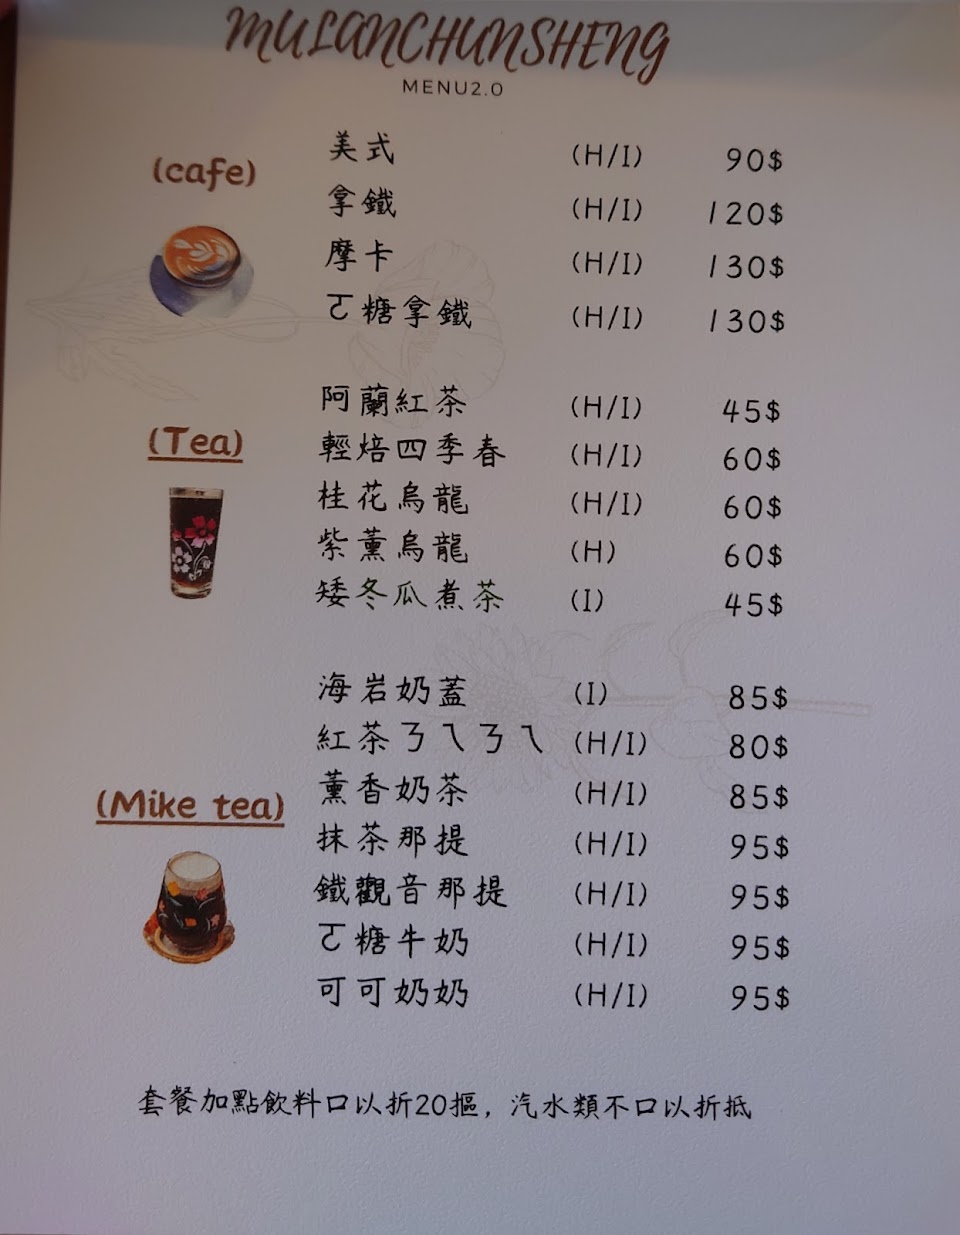 MULANCHUNSHENG
MENU2.0
(cafe)
美式 (H/I) 90$
拿鐵 (H/I) 120$
摩卡 (H/I) 130$
ㄛ糖拿鐵 (H/I) 130$
(Tea)
阿蘭紅茶 (H/I) 45$
輕焙四季春 (H/I) 60$
桂花烏龍 (H/I) 60$
紫薰烏龍 (H) 60$
矮冬瓜煮茶 (I) 45$
(Mike tea)
海岩奶蓋 (I) 85$
紅茶ㄋㄟㄋㄟ (H/I) 80$
薰香奶茶 (H/I) 85$
抹茶那提 (H/I) 95$
鐵觀音那提 (H/I) 95$
ㄛ糖牛奶 (H/I) 95$
可可奶奶 (H/I) 95$
套餐加點飲料口以折20摳，汽水類不口以折抵